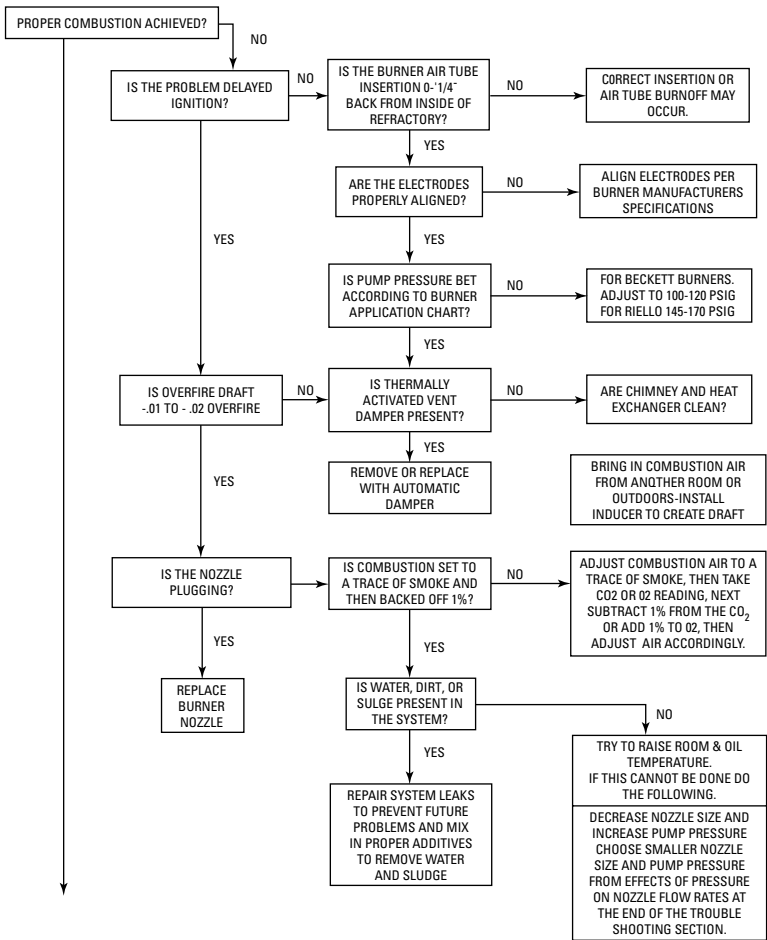 PROPER COMBUSTION ACHIEVED?
NO
IS THE PROBLEM DELAYED
IGNITION?
NO
IS THE BURNER AIR TUBE
INSERTION 0-'1/4"
BACK FROM INSIDE OF
REFRACTORY?
NO
CORRECT INSERTION OR
AIR TUBE BURNOFF MAY
OCCUR.
YES
ARE THE ELECTRODES
PROPERLY ALIGNED?
NO
ALIGN ELECTRODES PER
BURNER MANUFACTURERS
SPECIFICATIONS
YES
YES
IS PUMP PRESSURE BET
ACCORDING TO BURNER
APPLICATION CHART?
NO
FOR BECKETT BURNERS.
ADJUST TO 100-120 PSIG
FOR RIELLO 145-170 PSIG
YES
IS OVERFIRE DRAFT
-.01 TO - .02 OVERFIRE
NO
IS THERMALLY
ACTIVATED VENT
DAMPER PRESENT?
NO
ARE CHIMNEY AND HEAT
EXCHANGER CLEAN?
YES
YES
REMOVE OR REPLACE
WITH AUTOMATIC
DAMPER
BRING IN COMBUSTION AIR
FROM ANQTHER ROOM OR
OUTDOORS-INSTALL
INDUCER TO CREATE DRAFT
IS THE NOZZLE
PLUGGING?
IS COMBUSTION SET TO
A TRACE OF SMOKE AND
THEN BACKED OFF 1%?
NO
ADJUST COMBUSTION AIR TO A
TRACE OF SMOKE, THEN TAKE
CO2 OR 02 READING, NEXT
SUBTRACT 1% FROM THE CO2
OR ADD 1% TO 02, THEN
ADJUST AIR ACCORDINGLY.
YES
YES
REPLACE
BURNER
NOZZLE
IS WATER, DIRT, OR
SULGE PRESENT IN
THE SYSTEM?
NO
YES
TRY TO RAISE ROOM & OIL
TEMPERATURE.
IF THIS CANNOT BE DONE DO
THE FOLLOWING.
REPAIR SYSTEM LEAKS
TO PREVENT FUTURE
PROBLEMS AND MIX
IN PROPER ADDITIVES
TO REMOVE WATER
AND SLUDGE
DECREASE NOZZLE SIZE AND
INCREASE PUMP PRESSURE
CHOOSE SMALLER NOZZLE
SIZE AND PUMP PRESSURE
FROM EFFECTS OF PRESSURE
ON NOZZLE FLOW RATES AT
THE END OF THE TROUBLE
SHOOTING SECTION.